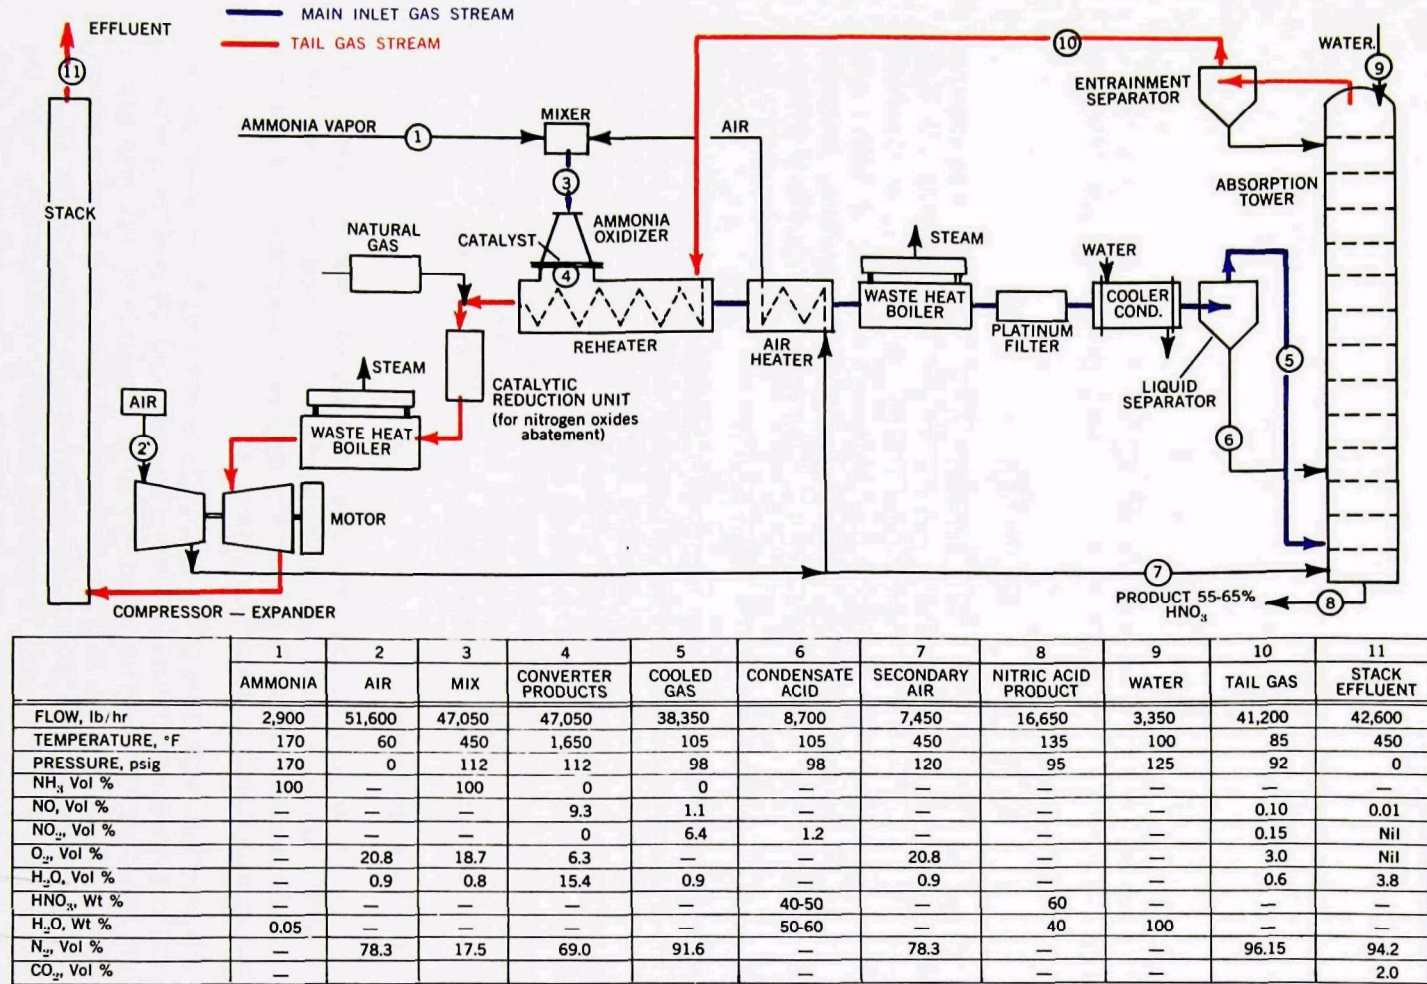 MAIN INLET GAS STREAM
TAIL GAS STREAM
EFFLUENT
11
10
WATER
9
ENTRAINMENT
SEPARATOR
AMMONIA VAPOR
1
MIXER
AIR
3
STACK
AMMONIA
OXIDIZER
CATALYST
4
NATURAL
GAS
ABSORPTION
TOWER
STEAM
WATER
WASTE HEAT
BOILER
COOLER
COND.
PLATINUM
FILTER
REHEATER
AIR
HEATER
5
LIQUID
SEPARATOR
STEAM
CATALYTIC
REDUCTION UNIT
(for nitrogen oxides
abatement)
AIR
WASTE HEAT
BOILER
2
6
MOTOR
7
PRODUCT 55-65%
HNO3
8
COMPRESSOR — EXPANDER
1 2 3 4 5 6 7 8 9 10 11
AMMONIA AIR MIX CONVERTER PRODUCTS COOLED GAS CONDENSATE ACID SECONDARY AIR NITRIC ACID PRODUCT WATER TAIL GAS STACK EFFLUENT
FLOW, lb/hr 2,900 51,600 47,050 47,050 38,350 8,700 7,450 16,650 3,350 41,200 42,600
TEMPERATURE, °F 170 60 450 1,650 105 105 450 135 100 85 450
PRESSURE, psig 170 0 112 112 98 98 120 95 125 92 0
NH3 Vol % 100 — 100 0 0 — — — — — —
NO, Vol % — — — 9.3 1.1 — — — — 0.10 0.01
NO2, Vol % — — — 0 6.4 1.2 — — — 0.15 Nil
O2, Vol % — 20.8 18.7 6.3 — — 20.8 — — 3.0 Nil
H2O, Vol % — 0.9 0.8 15.4 0.9 — 0.9 — — 0.6 3.8
HNO3, Wt % — — — — — 40-50 — 60 — — —
H2O, Wt % 0.05 — — — — 50-60 — 40 100 — —
N2, Vol % — 78.3 17.5 69.0 91.6 — 78.3 — — 96.15 94.2
CO2, Vol % — — — — 2.0